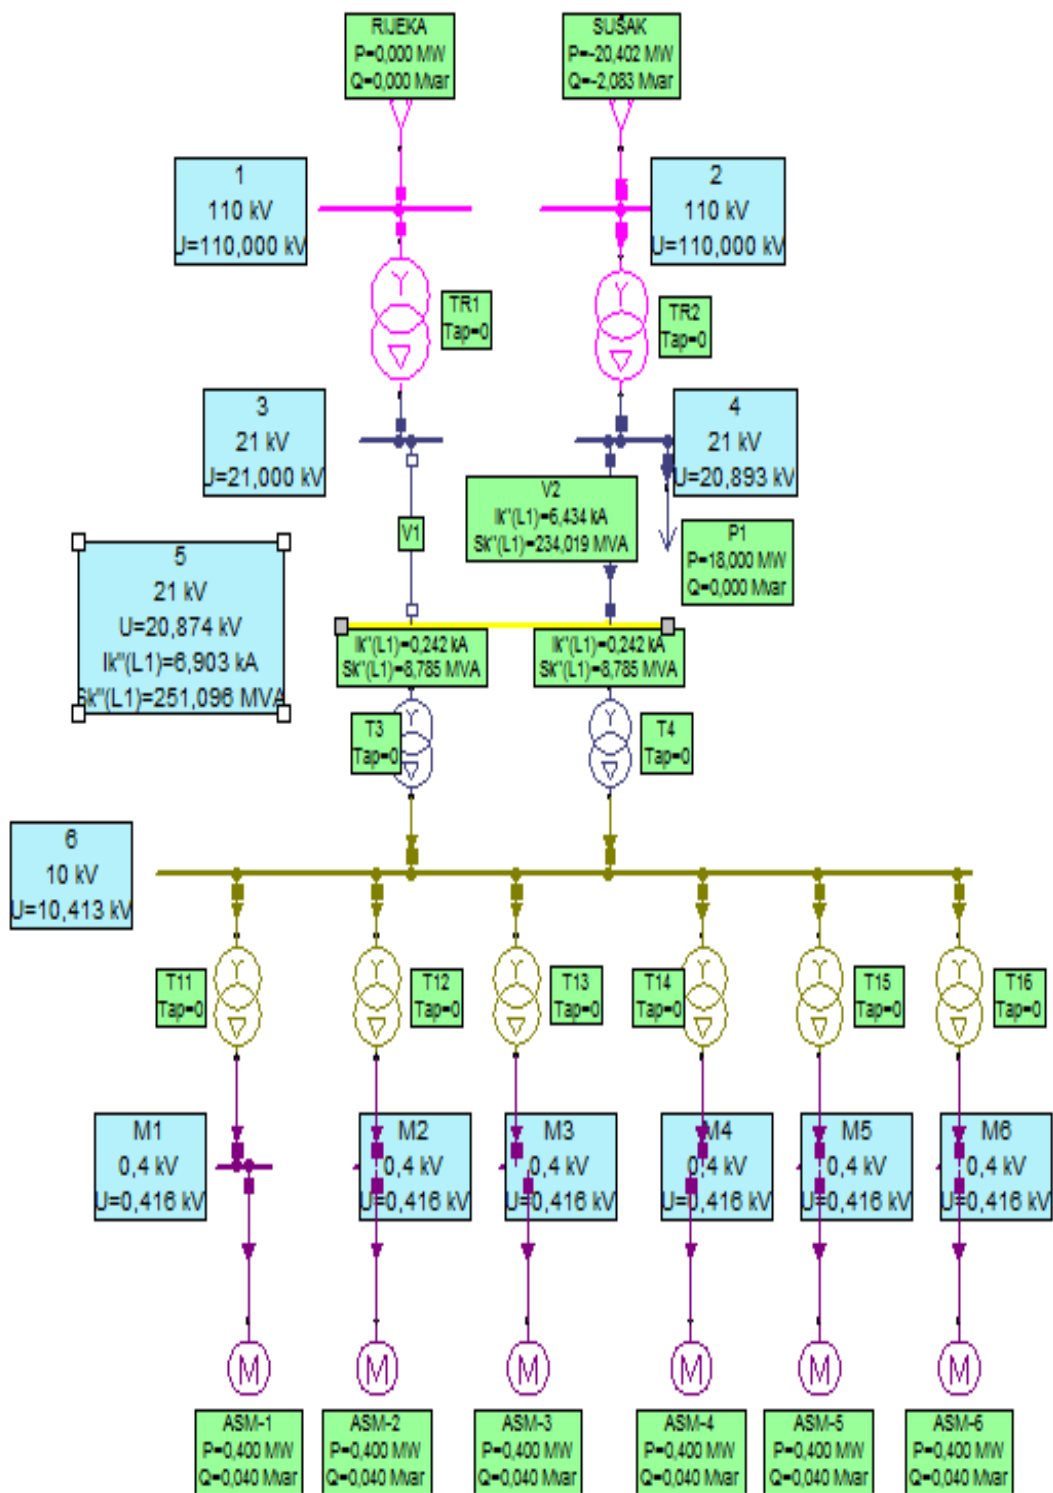 RIJEKA
P=0,000 MW
Q=0,000 Mvar
SUŠAK
P=-20,402 MW
Q=-2,083 Mvar
1
110 kV
U=110,000 kV
2
110 kV
U=110,000 kV
TR1
Tap=0
TR2
Tap=0
3
21 kV
U=21,000 kV
4
21 kV
U=20,893 kV
V2
Ik"(L1)=6,434 kA
Sk"(L1)=234,019 MVA
V1
P1
P=18,000 MW
Q=0,000 Mvar
5
21 kV
U=20,874 kV
Ik"(L1)=6,903 kA
Sk"(L1)=251,096 MVA
Ik"(L1)=0,242 kA
Sk"(L1)=8,785 MVA
Ik"(L1)=0,242 kA
Sk"(L1)=8,785 MVA
T3
Tap=0
T4
Tap=0
6
10 kV
U=10,413 kV
T11
Tap=0
T12
Tap=0
T13
Tap=0
T14
Tap=0
T15
Tap=0
T16
Tap=0
M1
0,4 kV
U=0,416 kV
M2
0,4 kV
U=0,416 kV
M3
0,4 kV
U=0,416 kV
M4
0,4 kV
U=0,416 kV
M5
0,4 kV
U=0,416 kV
M6
0,4 kV
U=0,416 kV
M
M
M
M
M
M
ASM-1
P=0,400 MW
Q=0,040 Mvar
ASM-2
P=0,400 MW
Q=0,040 Mvar
ASM-3
P=0,400 MW
Q=0,040 Mvar
ASM-4
P=0,400 MW
Q=0,040 Mvar
ASM-5
P=0,400 MW
Q=0,040 Mvar
ASM-6
P=0,400 MW
Q=0,040 Mvar